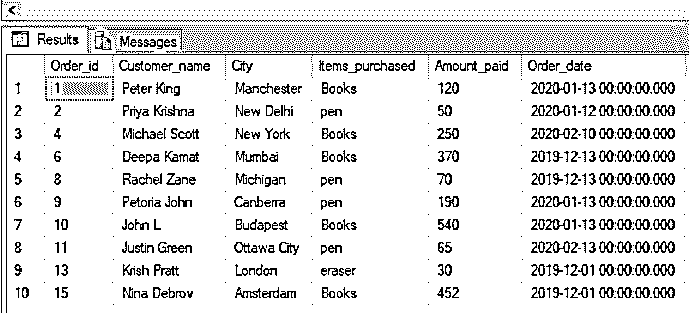 Results Messages
Order_id Customer_name City Items_purchased Amount_paid Order_date
1 1 Peter King Manchester Books 120 2020-01-13 00:00:00.000
2 2 Priya Krishna New Delhi pen 50 2020-01-12 00:00:00.000
3 4 Michael Scott New York Books 250 2020-02-10 00:00:00.000
4 6 Deepa Kamat Mumbai Books 370 2019-12-13 00:00:00.000
5 8 Rachel Zane Michigan pen 70 2019-12-13 00:00:00.000
6 9 Petoria John Canberra pen 190 2020-01-13 00:00:00.000
7 10 John L Budapest Books 540 2020-01-13 00:00:00.000
8 11 Justin Green Ottawa City pen 65 2020-02-13 00:00:00.000
9 13 Krish Pratt London eraser 30 2019-12-01 00:00:00.000
10 15 Nina Debrov Amsterdam Books 452 2019-12-01 00:00:00.000